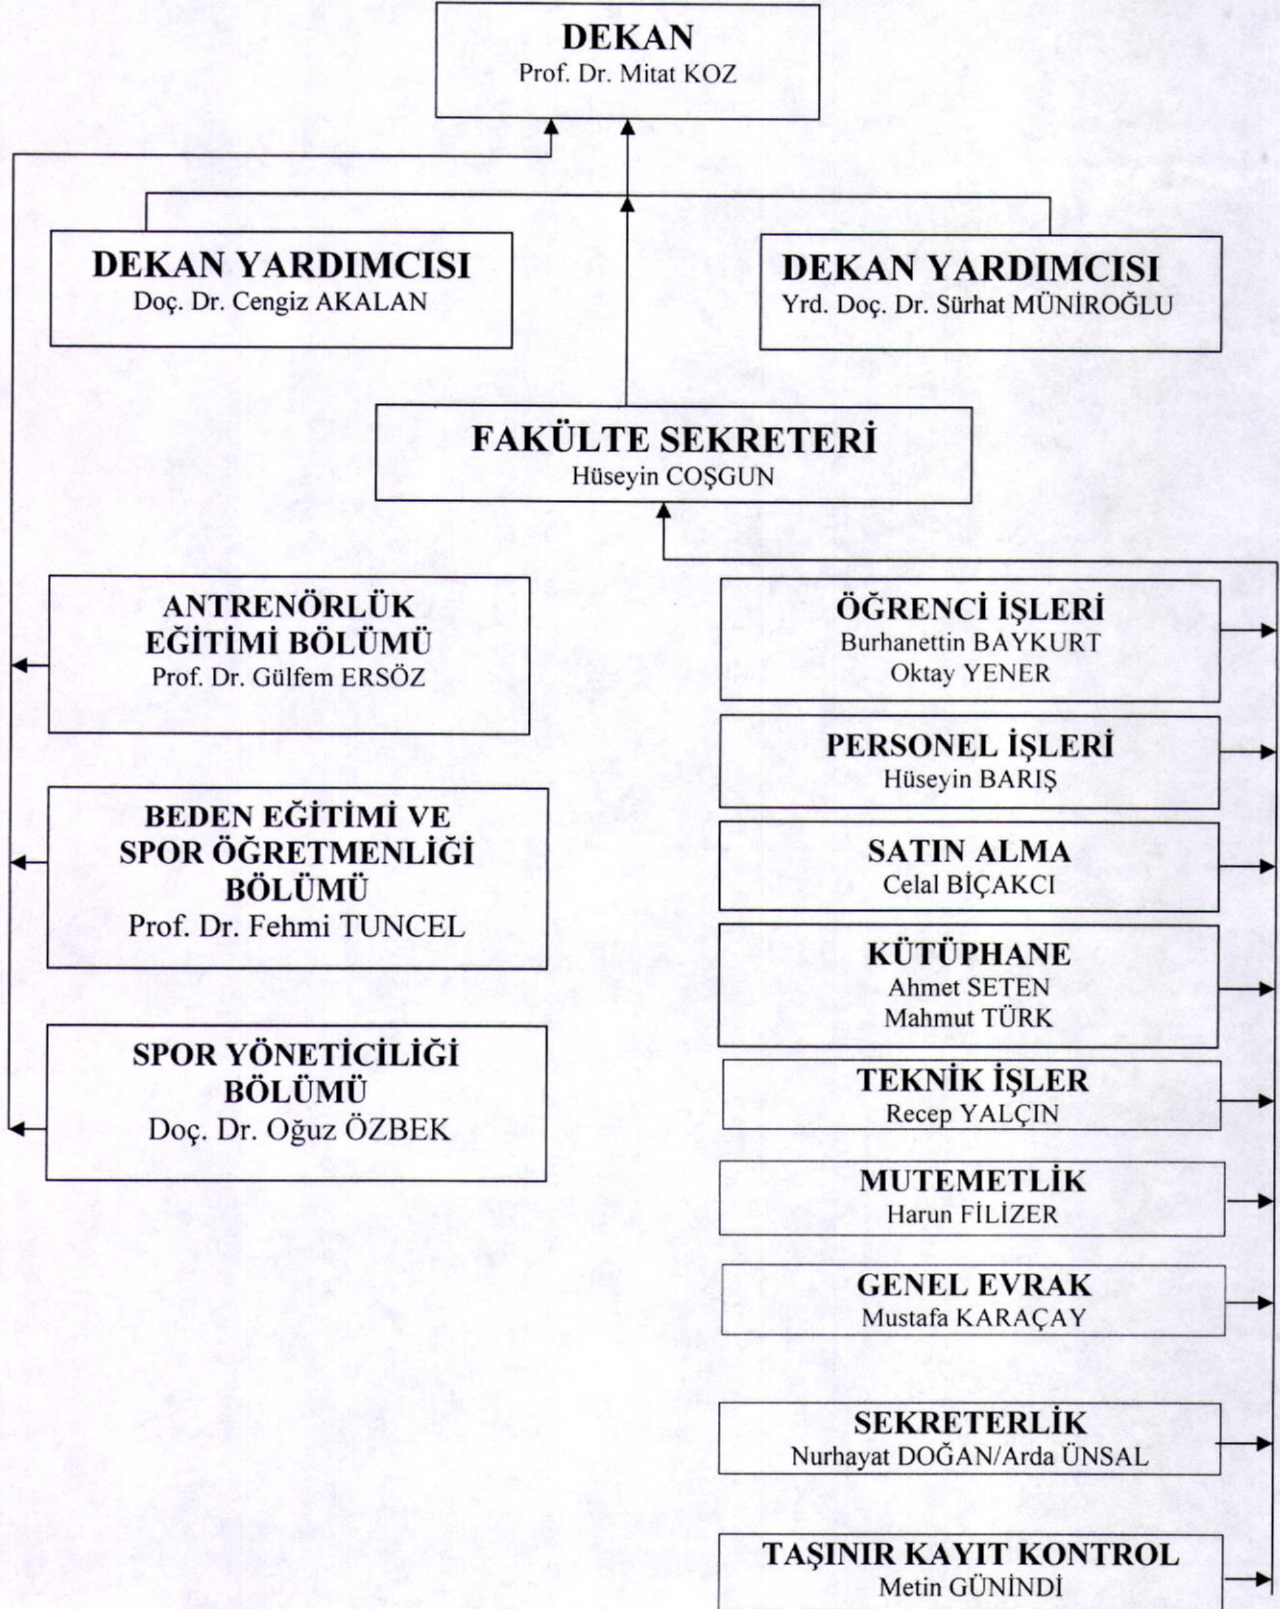 DEKAN
Prof. Dr. Mitat KOZ
DEKAN YARDIMCISI
Doç. Dr. Cengiz AKALAN
DEKAN YARDIMCISI
Yrd. Doç. Dr. Sürhat MÜNİROĞLU
FAKÜLTE SEKRETERİ
Hüseyin COŞGUN
ANTRENÖRLÜK
EĞİTİMİ BÖLÜMÜ
Prof. Dr. Gülfem ERSÖZ
BEDEN EĞİTİMİ VE
SPOR ÖĞRETMENLİĞİ
BÖLÜMÜ
Prof. Dr. Fehmi TUNCEL
SPOR YÖNETİCİLİĞİ
BÖLÜMÜ
Doç. Dr. Oğuz ÖZBEK
ÖĞRENCİ İŞLERİ
Burhanettin BAYKURT
Oktay YENER
PERSONEL İŞLERİ
Hüseyin BARIŞ
SATIN ALMA
Celal BİÇAKCI
KÜTÜPHANE
Ahmet SETEN
Mahmut TÜRK
TEKNİK İŞLER
Recep YALÇIN
MUTEMETLİK
Harun FİLİZER
GENEL EVRAK
Mustafa KARAÇAY
SEKRETERLİK
Nurhayat DOĞAN/Arda ÜNSAL
TAŞINIR KAYIT KONTROL
Metin GÜNİNDİ